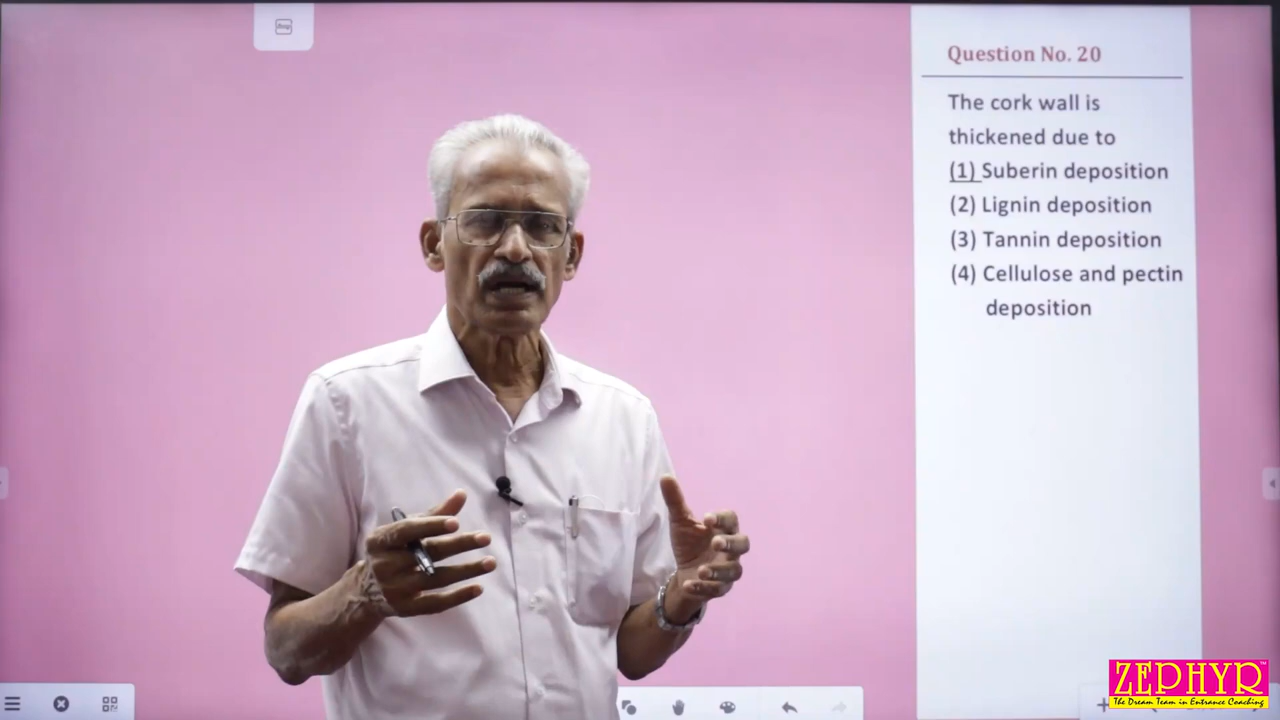 Question No. 20
The cork wall is
thickened due to
(1) Suberin deposition
(2) Lignin deposition
(3) Tannin deposition
(4) Cellulose and pectin
deposition
ZEPHYR™
The Dream Team in Entrance Coaching